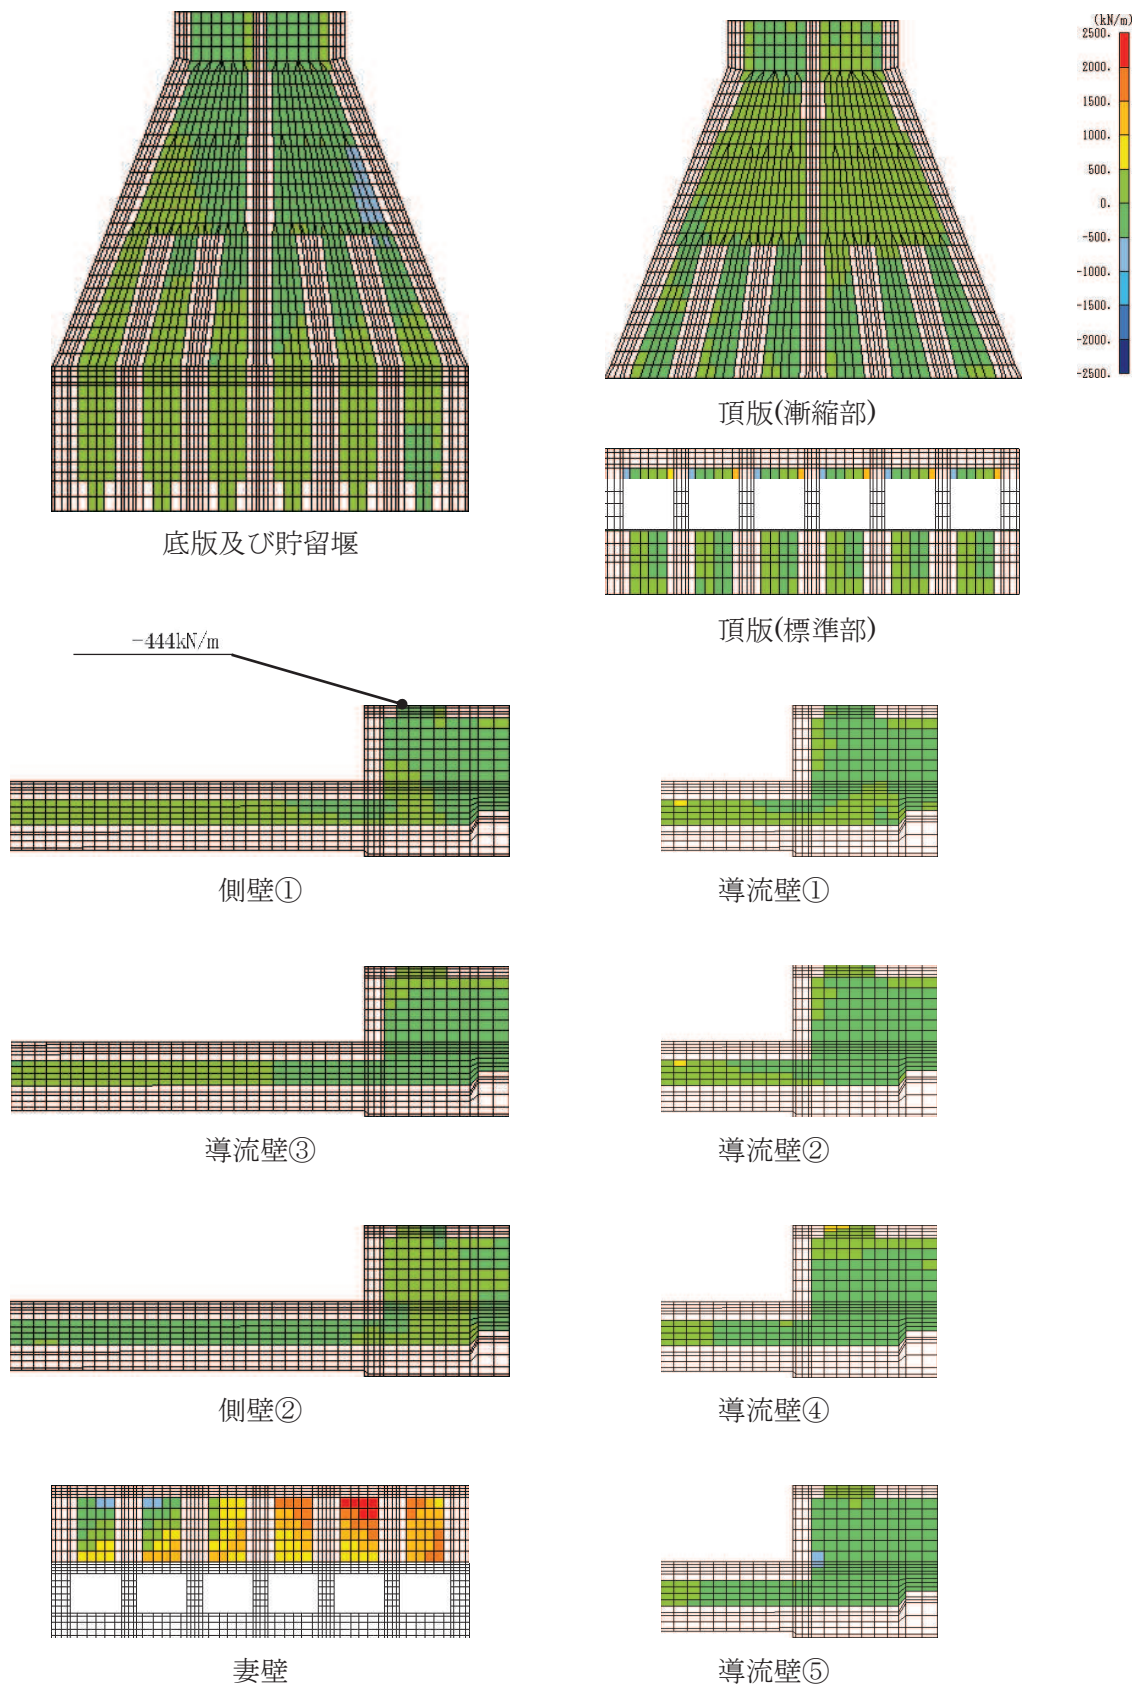 (kN/m)
2500.
2000.
1500.
1000.
500.
0.
-500.
-1000.
-1500.
-2000.
-2500.
頂版(漸縮部)
底版及び貯留堰
頂版(標準部)
-444kN/m
側壁①
導流壁①
導流壁③
導流壁②
側壁②
導流壁④
妻壁
導流壁⑤